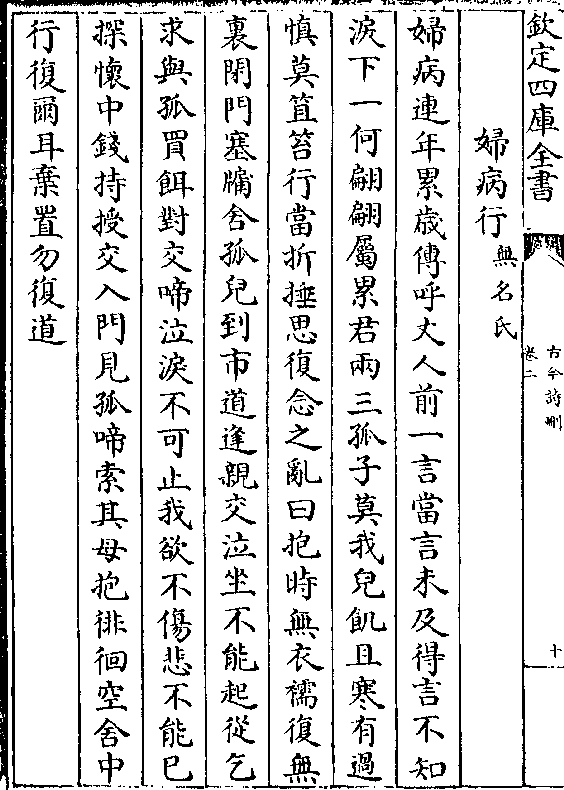 欽定四庫全書
古今詩刪
卷二
十
婦病行無名氏
婦病連年累歲傳呼丈人前一言當言未及得言不知
淚下一何翩翩屬累君兩三孤子莫我兒飢且寒有過
慎莫笪笞行當折搖思復念之亂曰抱時無衣襦復無
裏閉門塞牖舍孤兒到市道逢親交泣坐不能起從乞
求與孤買餌對交啼泣淚不可止我欲不傷悲不能已
探懷中錢持授交入門見孤啼索其母抱徘徊空舍中
行復爾耳棄置勿復道